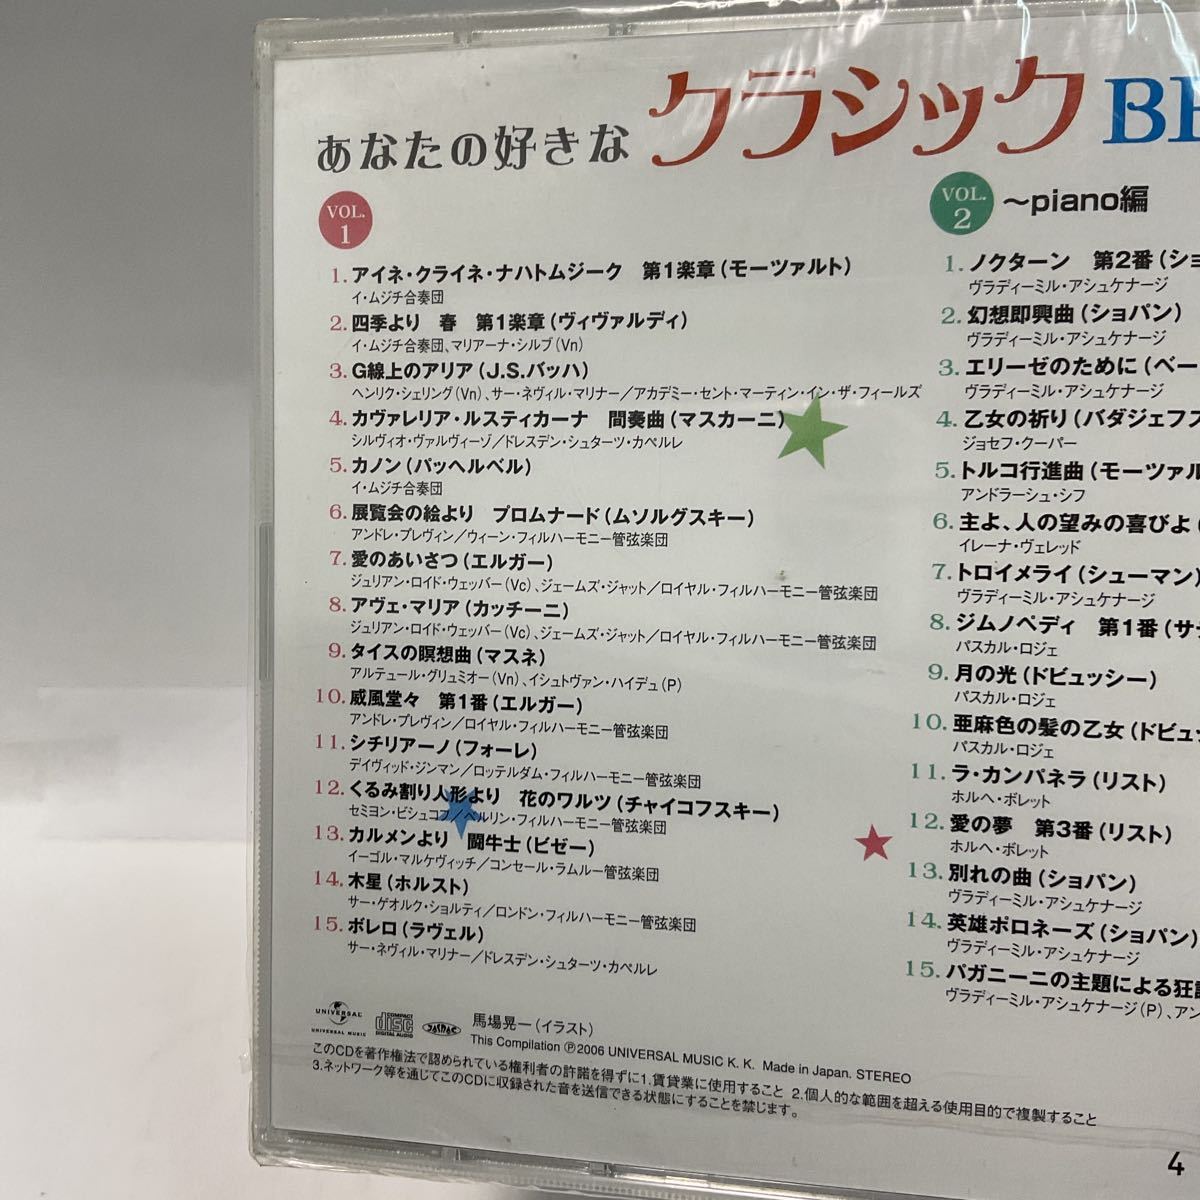 あなたの好きな クラシック BE
VOL. 1
1. アイネ・クライネ・ナハトムジーク 第1楽章(モーツァルト)
イ・ムジチ合奏団
2. 四季より 春 第1楽章(ヴィヴァルディ)
イ・ムジチ合奏団、マリアーナ・シルブ(Vn)
3. G線上のアリア(J.S.バッハ)
ヘンリク・シェリング(Vn)、サー・ネヴィル・マリナー/アカデミー・セント・マーティン・イン・ザ・フィールズ
4. カヴァレリア・ルスティカーナ 間奏曲(マスカーニ)
シルヴィオ・ヴァルヴィーゾ/ドレスデン・シュターツ・カペルレ
5. カノン(パッヘルベル)
イ・ムジチ合奏団
6. 展覧会の絵より プロムナード(ムソルグスキー)
アンドレ・プレヴィン/ウィーン・フィルハーモニー管弦楽団
7. 愛のあいさつ(エルガー)
ジュリアン・ロイド・ウェッバー(Vc)、ジェームズ・ジャット/ロイヤル・フィルハーモニー管弦楽団
8. アヴェ・マリア(カッチーニ)
ジュリアン・ロイド・ウェッバー(Vc)、ジェームズ・ジャット/ロイヤル・フィルハーモニー管弦楽団
9. タイスの瞑想曲(マスネ)
アルテュール・グリュミオー(Vn)、イシュトヴァン・ハイデュ(P)
10. 威風堂々 第1番(エルガー)
アンドレ・プレヴィン/ロイヤル・フィルハーモニー管弦楽団
11. シチリアーノ(フォーレ)
デイヴィッド・ジンマン/ロッテルダム・フィルハーモニー管弦楽団
12. くるみ割り人形より 花のワルツ(チャイコフスキー)
セミヨン・ビシュコフ/ベルリン・フィルハーモニー管弦楽団
13. カルメンより 闘牛士(ビゼー)
イーゴル・マルケヴィッチ/コンセール・ラムルー管弦楽団
14. 木星(ホルスト)
サー・ゲオルク・ショルティ/ロンドン・フィルハーモニー管弦楽団
15. ボレロ(ラヴェル)
サー・ネヴィル・マリナー/ドレスデン・シュターツ・カペルレ
VOL. 2 ～piano編
1. ノクターン 第2番(ショ
ヴラディーミル・アシュケナージ
2. 幻想即興曲(ショパン)
ヴラディーミル・アシュケナージ
3. エリーゼのために(ベー
ヴラディーミル・アシュケナージ
4. 乙女の祈り(バダジェフス
ジョセフ・クーパー
5. トルコ行進曲(モーツァル
アンドラーシュ・シフ
6. 主よ、人の望みの喜びよ(
イレーナ・ヴェレッド
7. トロイメライ(シューマン)
ヴラディーミル・アシュケナージ
8. ジムノペディ 第1番(サ
パスカル・ロジェ
9. 月の光(ドビュッシー)
パスカル・ロジェ
10. 亜麻色の髪の乙女(ドビュッ
パスカル・ロジェ
11. ラ・カンパネラ(リスト)
ホルヘ・ボレット
12. 愛の夢 第3番(リスト)
ホルヘ・ボレット
13. 別れの曲(ショパン)
ヴラディーミル・アシュケナージ
14. 英雄ポロネーズ(ショパン)
ヴラディーミル・アシュケナージ
15. パガニーニの主題による狂
ヴラディーミル・アシュケナージ(P)、アン
UNIVERSAL
UNIVERSAL MUSIC
COMPACT disc DIGITAL AUDIO
JASRAC
馬場晃一(イラスト)
This Compilation ℗2006 UNIVERSAL MUSIC K. K. Made in Japan. STEREO
このCDを著作権法で認められている権利者の許諾を得ずに1.賃貸業に使用すること 2.個人的な範囲を超える使用目的で複製すること
3.ネットワーク等を通じてこのCDに収録された音を送信できる状態にすることを禁じます。
4